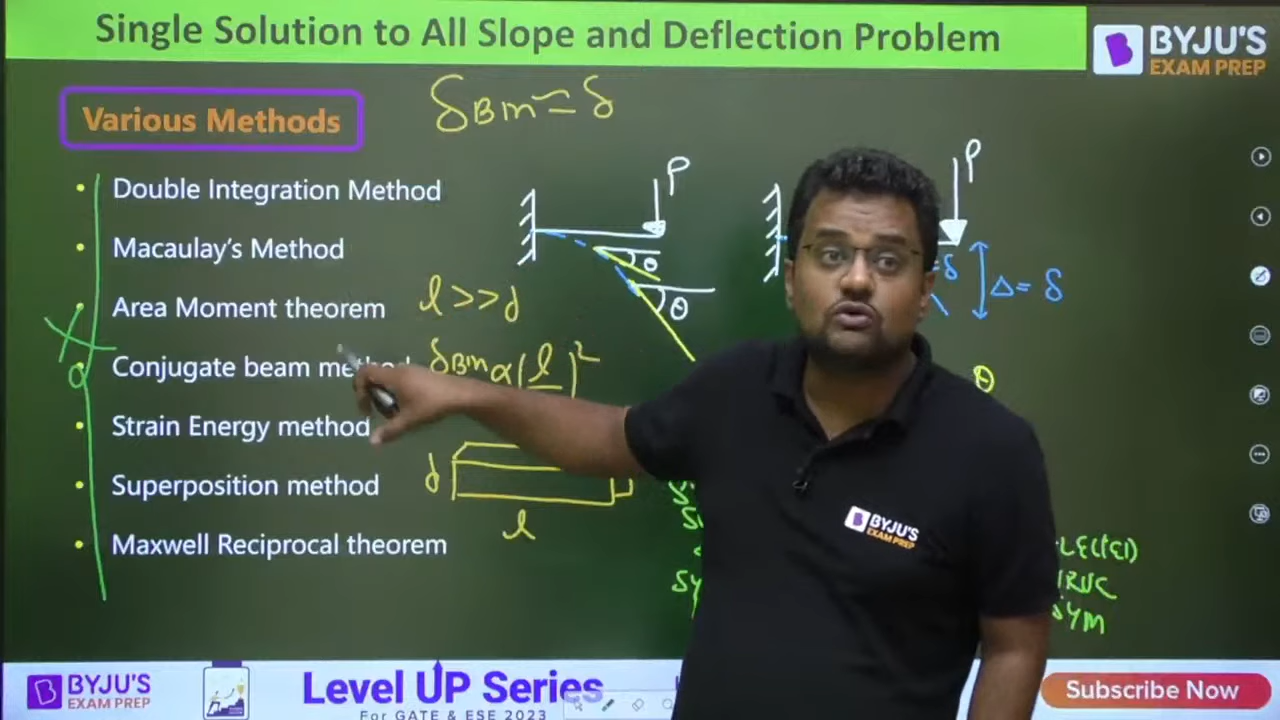 Single Solution to All Slope and Deflection Problem
BYJU'S
EXAM PREP
Various Methods
δBM = δ
• Double Integration Method
• Macaulay's Method
• Area Moment theorem
• Conjugate beam method
• Strain Energy method
• Superposition method
• Maxwell Reciprocal theorem
l >> d
δBM α (l
)2
d
l
P
θ
θ
P
= δ
Δ = δ
θ
SYM
BYJU'S
EXAM PREP
BYJU'S
EXAM PREP
Level UP Series
For GATE & ESE 2023
Subscribe Now